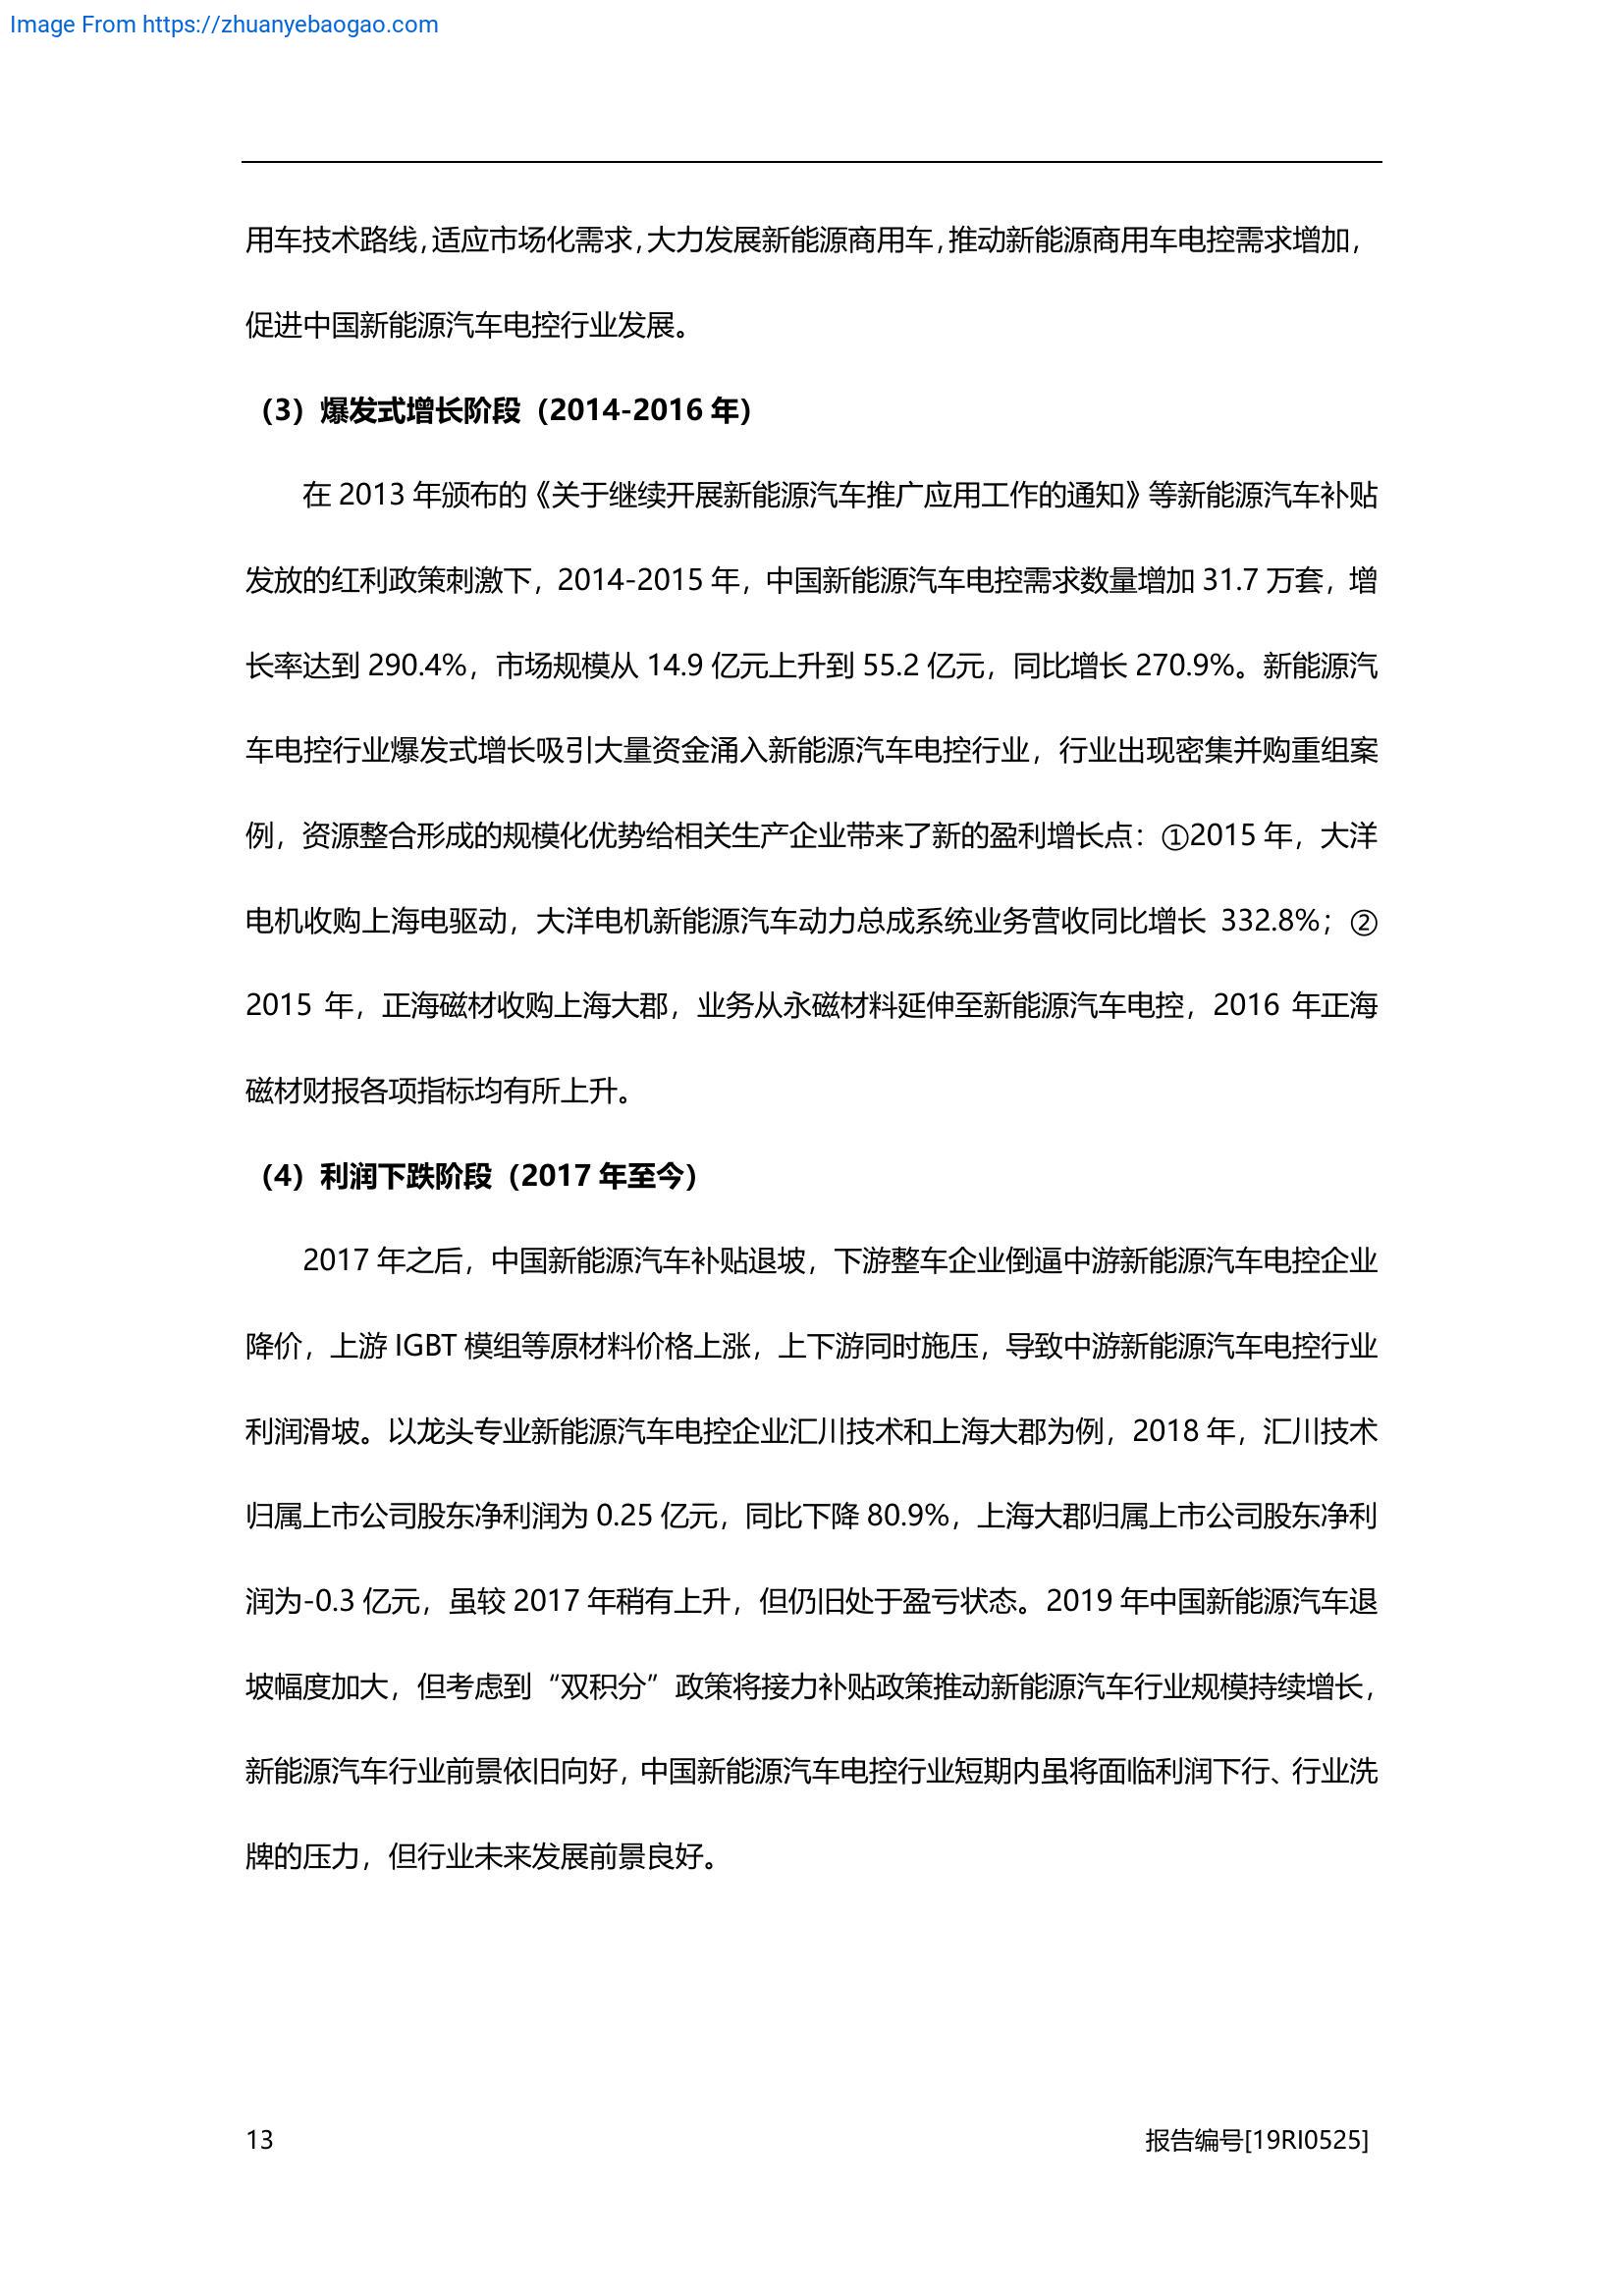 Image From https://zhuanyebaogao.com
用车技术路线，适应市场化需求，大力发展新能源商用车，推动新能源商用车电控需求增加，
促进中国新能源汽车电控行业发展。
（3）爆发式增长阶段（2014-2016 年）
在 2013 年颁布的《关于继续开展新能源汽车推广应用工作的通知》等新能源汽车补贴
发放的红利政策刺激下，2014-2015 年，中国新能源汽车电控需求数量增加 31.7 万套，增
长率达到 290.4%，市场规模从 14.9 亿元上升到 55.2 亿元，同比增长 270.9%。新能源汽
车电控行业爆发式增长吸引大量资金涌入新能源汽车电控行业，行业出现密集并购重组案
例，资源整合形成的规模化优势给相关生产企业带来了新的盈利增长点：①2015 年，大洋
电机收购上海电驱动，大洋电机新能源汽车动力总成系统业务营收同比增长 332.8%；②
2015 年，正海磁材收购上海大郡，业务从永磁材料延伸至新能源汽车电控，2016 年正海
磁材财报各项指标均有所上升。
（4）利润下跌阶段（2017 年至今）
2017 年之后，中国新能源汽车补贴退坡，下游整车企业倒逼中游新能源汽车电控企业
降价，上游 IGBT 模组等原材料价格上涨，上下游同时施压，导致中游新能源汽车电控行业
利润滑坡。以龙头专业新能源汽车电控企业汇川技术和上海大郡为例，2018 年，汇川技术
归属上市公司股东净利润为 0.25 亿元，同比下降 80.9%，上海大郡归属上市公司股东净利
润为-0.3 亿元，虽较 2017 年稍有上升，但仍旧处于盈亏状态。2019 年中国新能源汽车退
坡幅度加大，但考虑到“双积分”政策将接力补贴政策推动新能源汽车行业规模持续增长，
新能源汽车行业前景依旧向好，中国新能源汽车电控行业短期内虽将面临利润下行、行业洗
牌的压力，但行业未来发展前景良好。
13
报告编号[19RI0525]